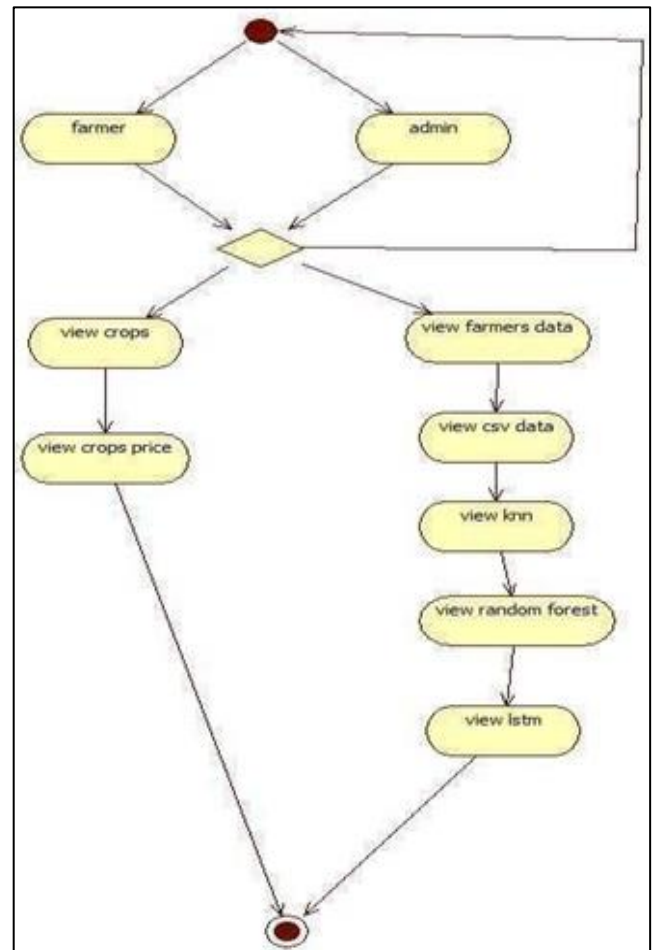 farmer
admin
view crops
view farmers data
view crops price
view csv data
view knn
view random forest
view lstm